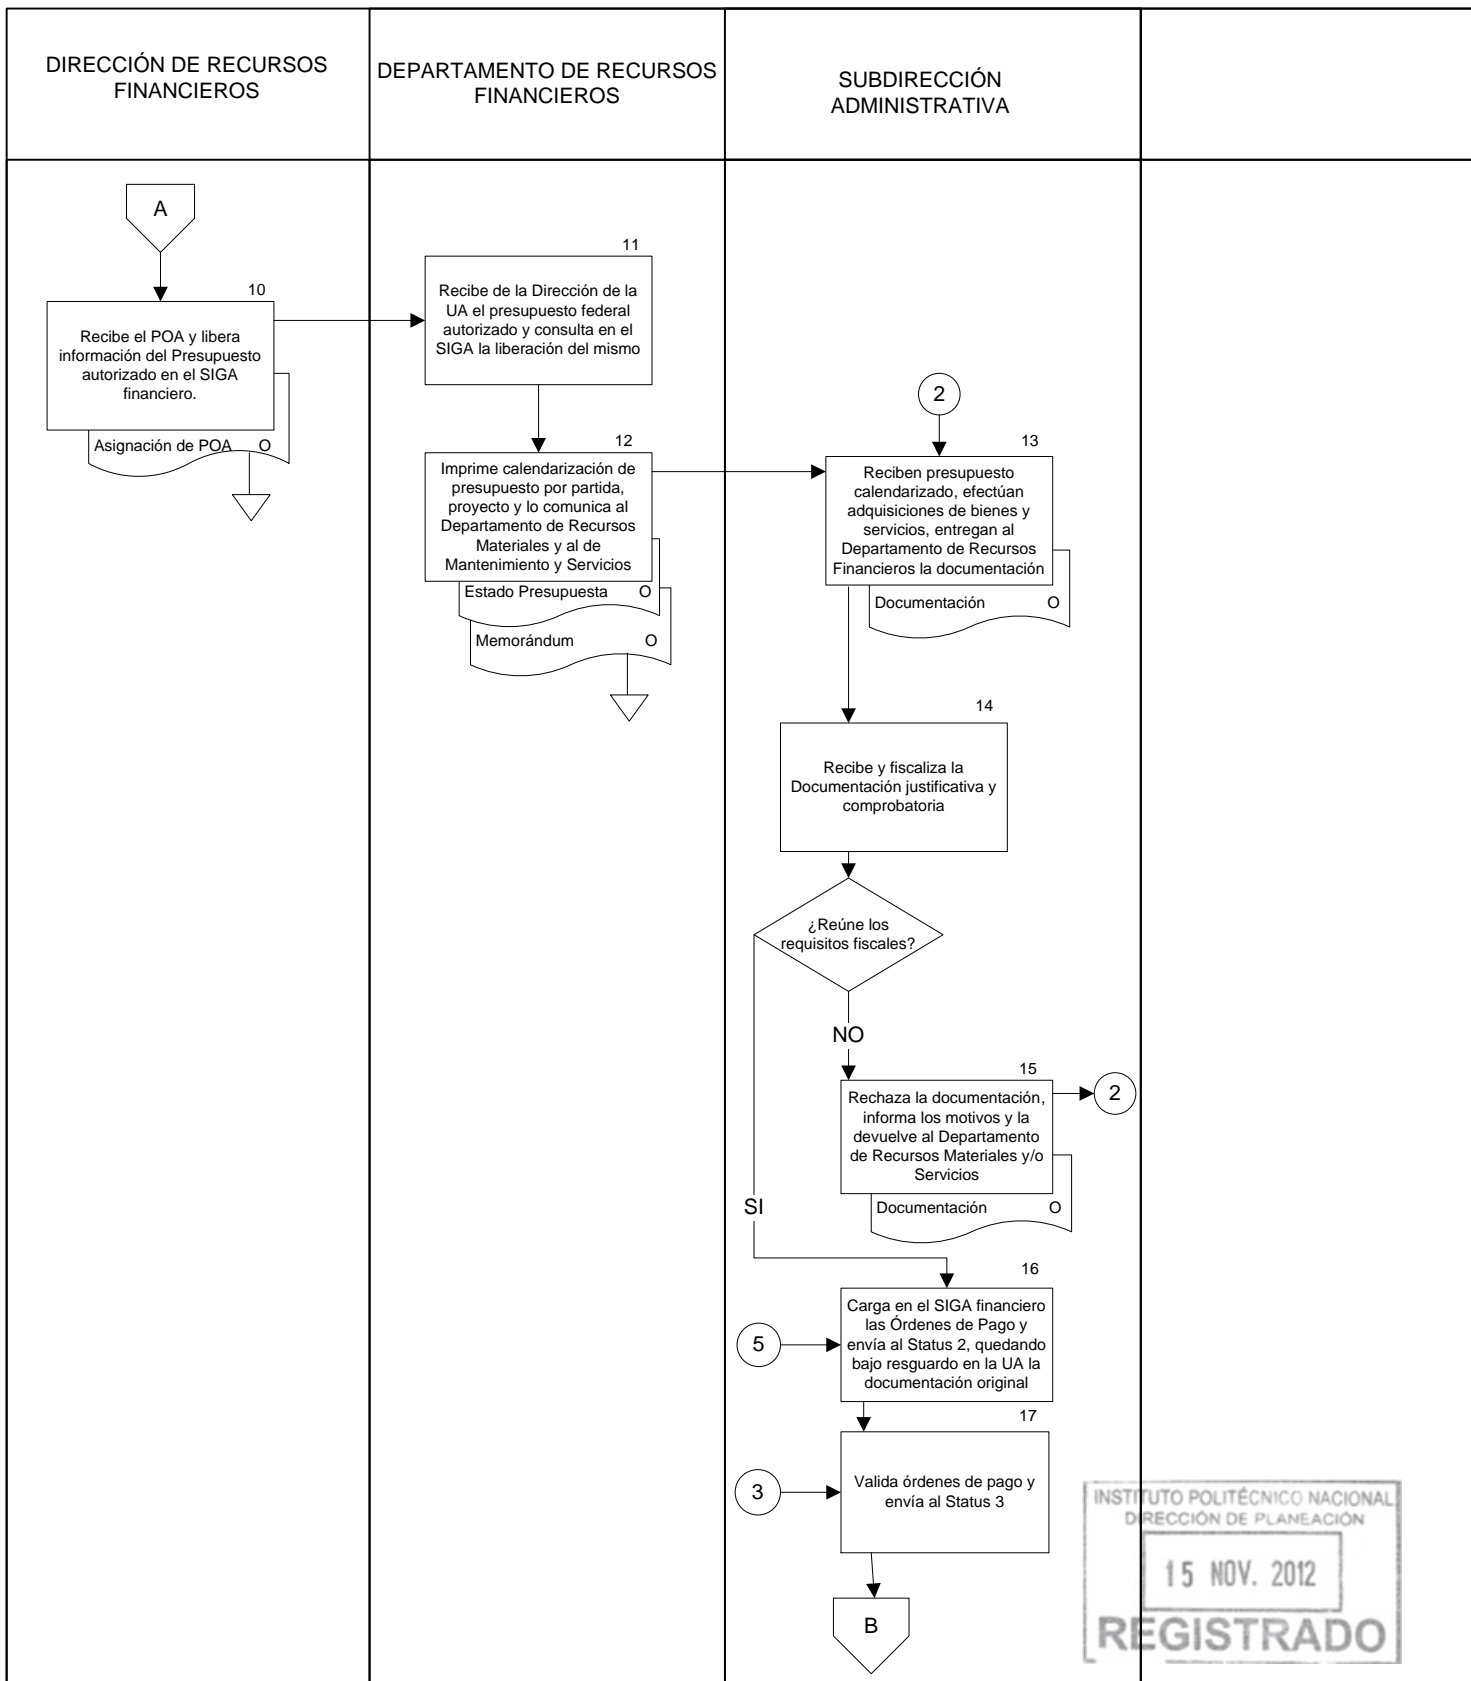 DIRECCIÓN DE RECURSOS
FINANCIEROS
DEPARTAMENTO DE RECURSOS
FINANCIEROS
SUBDIRECCIÓN
ADMINISTRATIVA
A
10
Recibe el POA y libera
información del Presupuesto
autorizado en el SIGA
financiero.
Asignación de POA O
11
Recibe de la Dirección de la
UA el presupuesto federal
autorizado y consulta en el
SIGA la liberación del mismo
12
Imprime calendarización de
presupuesto por partida,
proyecto y lo comunica al
Departamento de Recursos
Materiales y al de
Mantenimiento y Servicios
Estado Presupuesta O
Memorándum O
2
13
Reciben presupuesto
calendarizado, efectúan
adquisiciones de bienes y
servicios, entregan al
Departamento de Recursos
Financieros la documentación
Documentación O
14
Recibe y fiscaliza la
Documentación justificativa y
comprobatoria
¿Reúne los
requisitos fiscales?
NO
15
Rechaza la documentación,
informa los motivos y la
devuelve al Departamento
de Recursos Materiales y/o
Servicios
2
Documentación O
SI
16
Carga en el SIGA financiero
las Órdenes de Pago y
envía al Status 2, quedando
bajo resguardo en la UA la
documentación original
5
17
Valida órdenes de pago y
envía al Status 3
3
B
INSTITUTO POLITÉCNICO NACIONAL
DIRECCIÓN DE PLANEACIÓN
15 NOV. 2012
REGISTRADO